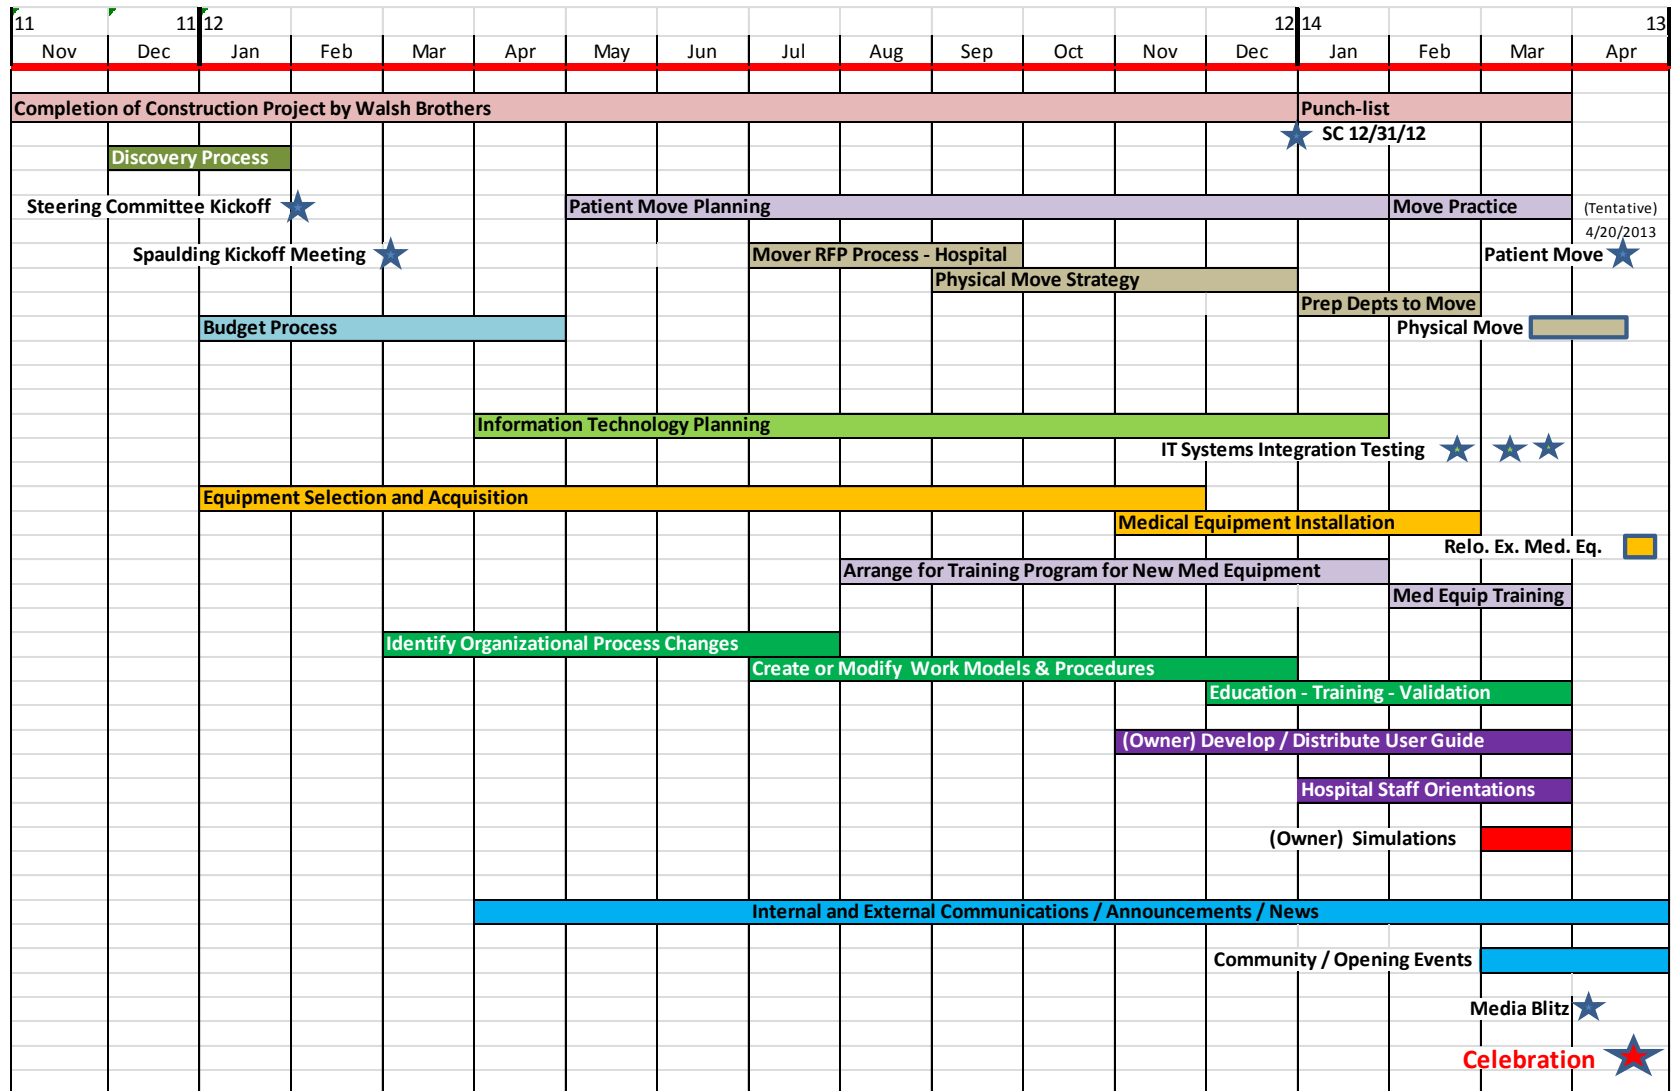 11 11 12 12 14 13
Nov Dec Jan Feb Mar Apr May Jun Jul Aug Sep Oct Nov Dec Jan Feb Mar Apr
Completion of Construction Project by Walsh Brothers Punch-list
SC 12/31/12
Discovery Process
Steering Committee Kickoff Patient Move Planning Move Practice (Tentative)
4/20/2013
Spaulding Kickoff Meeting Mover RFP Process - Hospital Patient Move
Physical Move Strategy
Prep Depts to Move
Budget Process Physical Move
Information Technology Planning
IT Systems Integration Testing
Equipment Selection and Acquisition
Medical Equipment Installation
Relo. Ex. Med. Eq.
Arrange for Training Program for New Med Equipment
Med Equip Training
Identify Organizational Process Changes
Create or Modify Work Models & Procedures
Education - Training - Validation
(Owner) Develop / Distribute User Guide
Hospital Staff Orientations
(Owner) Simulations
Internal and External Communications / Announcements / News
Community / Opening Events
Media Blitz
Celebration